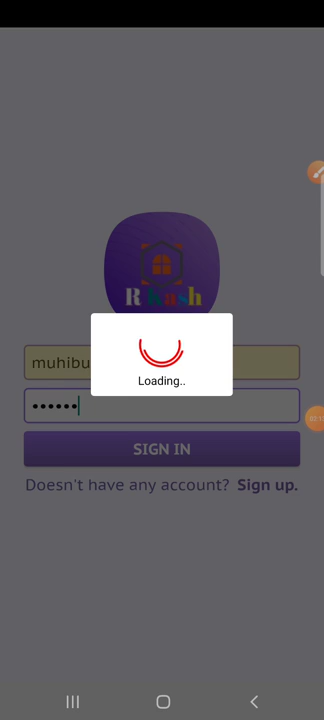 R Kash
Loading..
muhibu
••••••
SIGN IN
Doesn't have any account? Sign up.